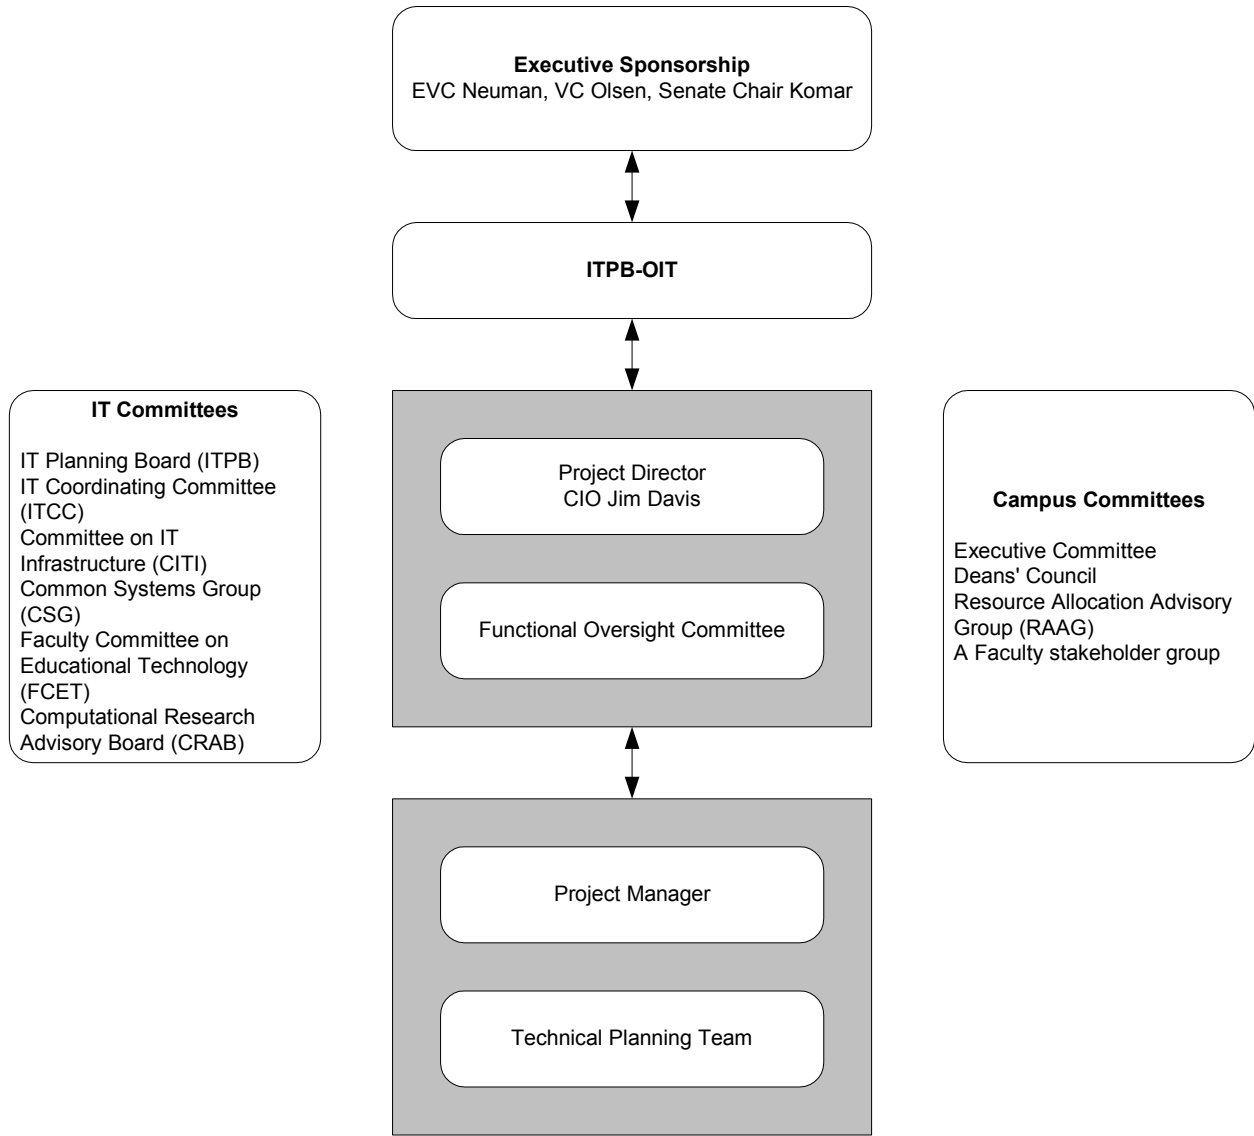 Executive Sponsorship
EVC Neuman, VC Olsen, Senate Chair Komar
ITPB-OIT
IT Committees
IT Planning Board (ITPB)
IT Coordinating Committee
(ITCC)
Committee on IT
Infrastructure (CITI)
Common Systems Group
(CSG)
Faculty Committee on
Educational Technology
(FCET)
Computational Research
Advisory Board (CRAB)
Project Director
CIO Jim Davis
Functional Oversight Committee
Campus Committees
Executive Committee
Deans' Council
Resource Allocation Advisory
Group (RAAG)
A Faculty stakeholder group
Project Manager
Technical Planning Team